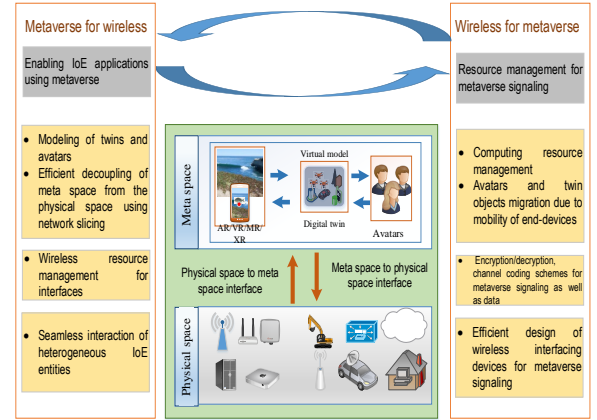 Metaverse for wireless
Enabling IoE applications
using metaverse
• Modeling of twins and
avatars
• Efficient decoupling of
meta space from the
physical space using
network slicing
• Wireless resource
management for
interfaces
• Seamless interaction of
heterogeneous IoE
entities
Meta space
Virtual model
AR/VR/MR/
XR
Digital twin
Avatars
Physical space to meta
space interface
Meta space to physical
space interface
Physical space
Wireless for metaverse
Resource management for
metaverse signaling
• Computing resource
management
• Avatars and twin
objects migration due to
mobility of end-devices
• Encryption/decryption,
channel coding schemes for
metaverse signaling as well
as data
• Efficient design of
wireless interfacing
devices for metaverse
signaling